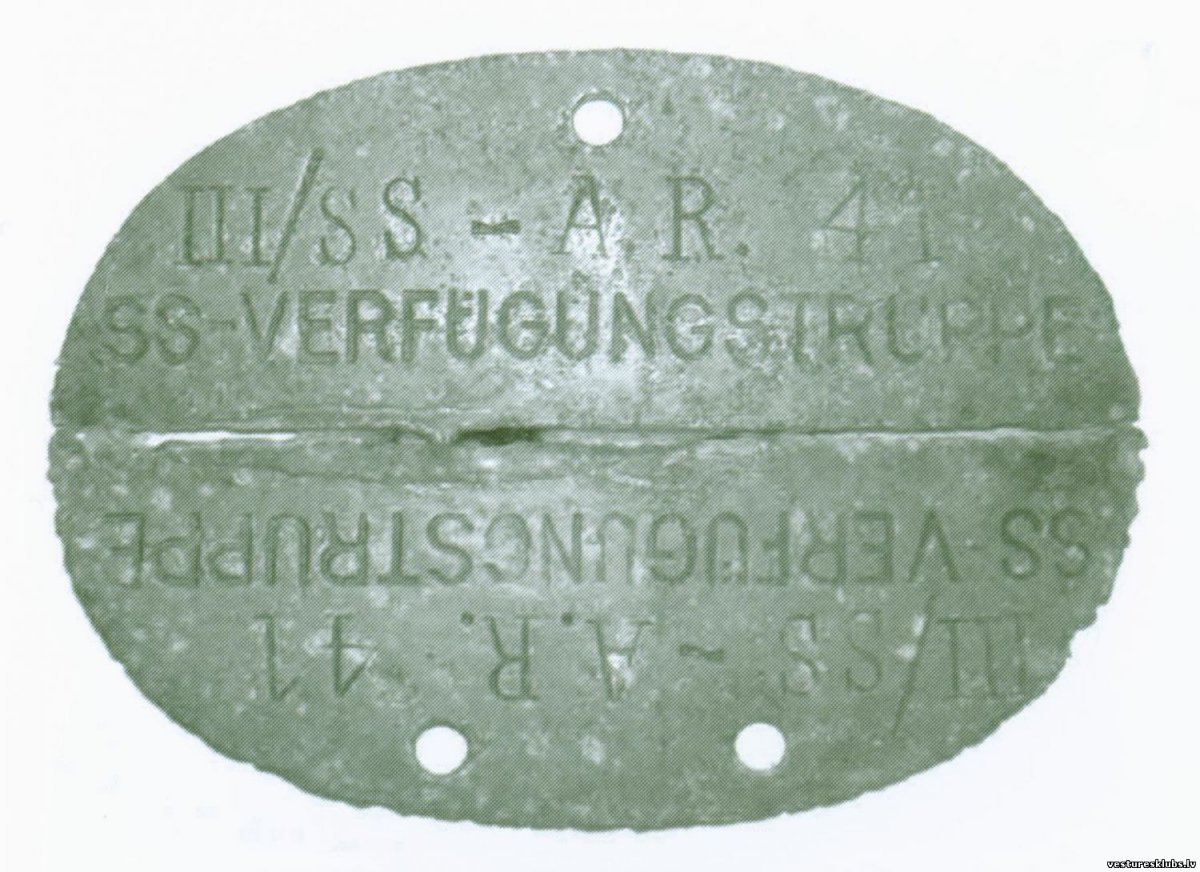 III/SS - A.R. 41
SS-VERFÜGUNGSTRUPPE
SS-VERFÜGUNGSTRUPPE
III/SS - A.R. 41
vesturesklubs.lv